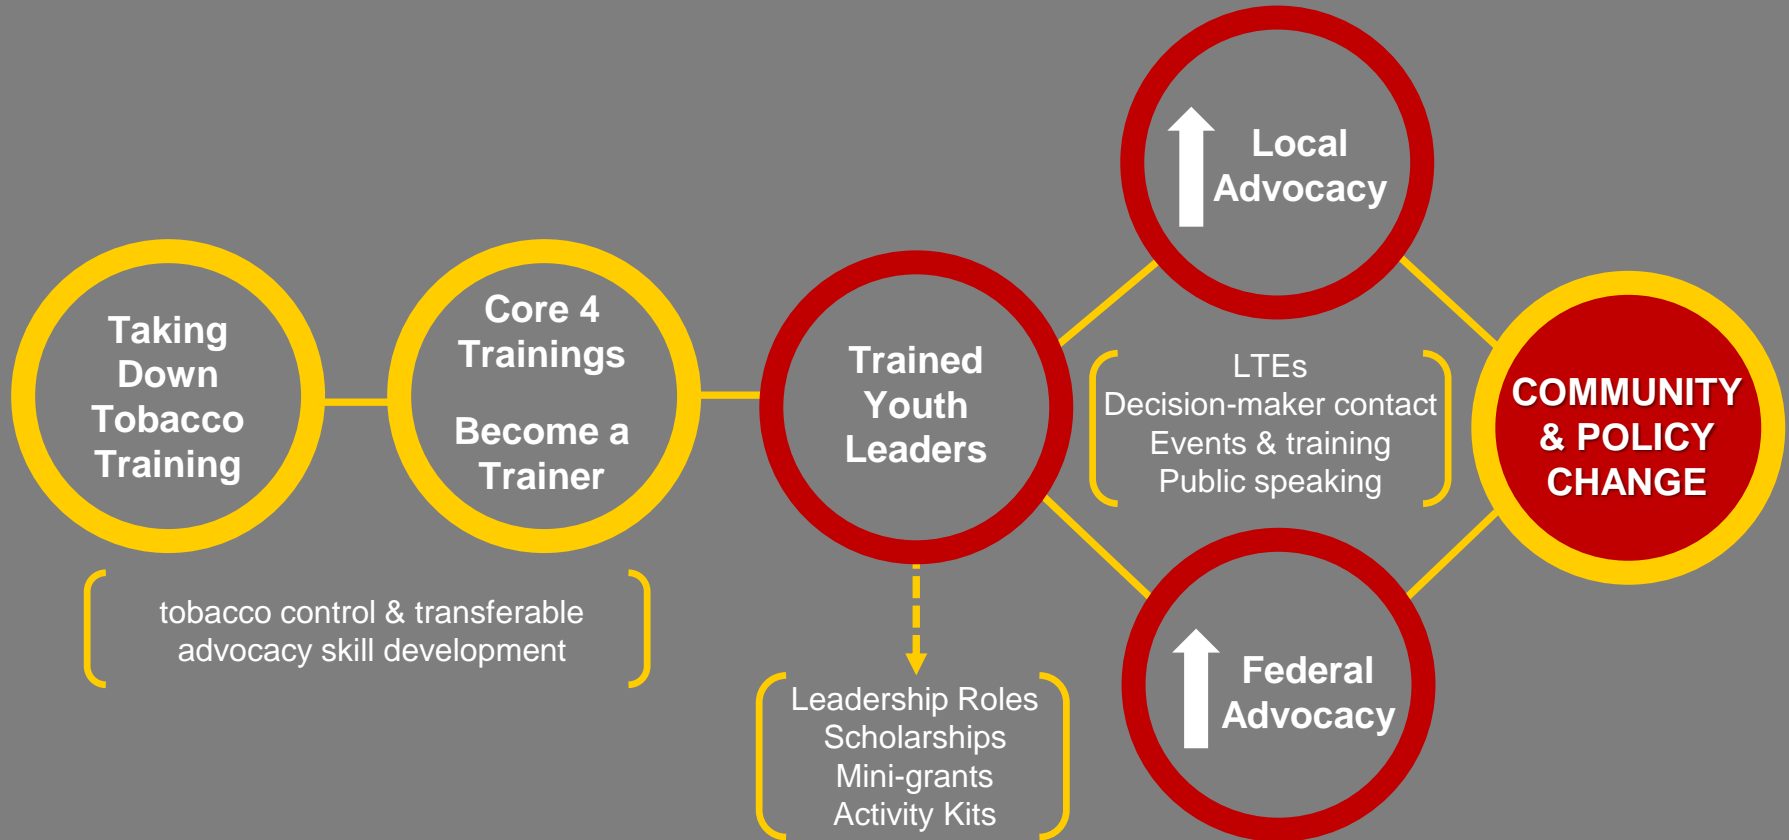 Taking
Down
Tobacco
Training
Core 4
Trainings
Become a
Trainer
tobacco control & transferable
advocacy skill development
Trained
Youth
Leaders
Leadership Roles
Scholarships
Mini-grants
Activity Kits
Local
Advocacy
LTEs
Decision-maker contact
Events & training
Public speaking
Federal
Advocacy
COMMUNITY
& POLICY
CHANGE